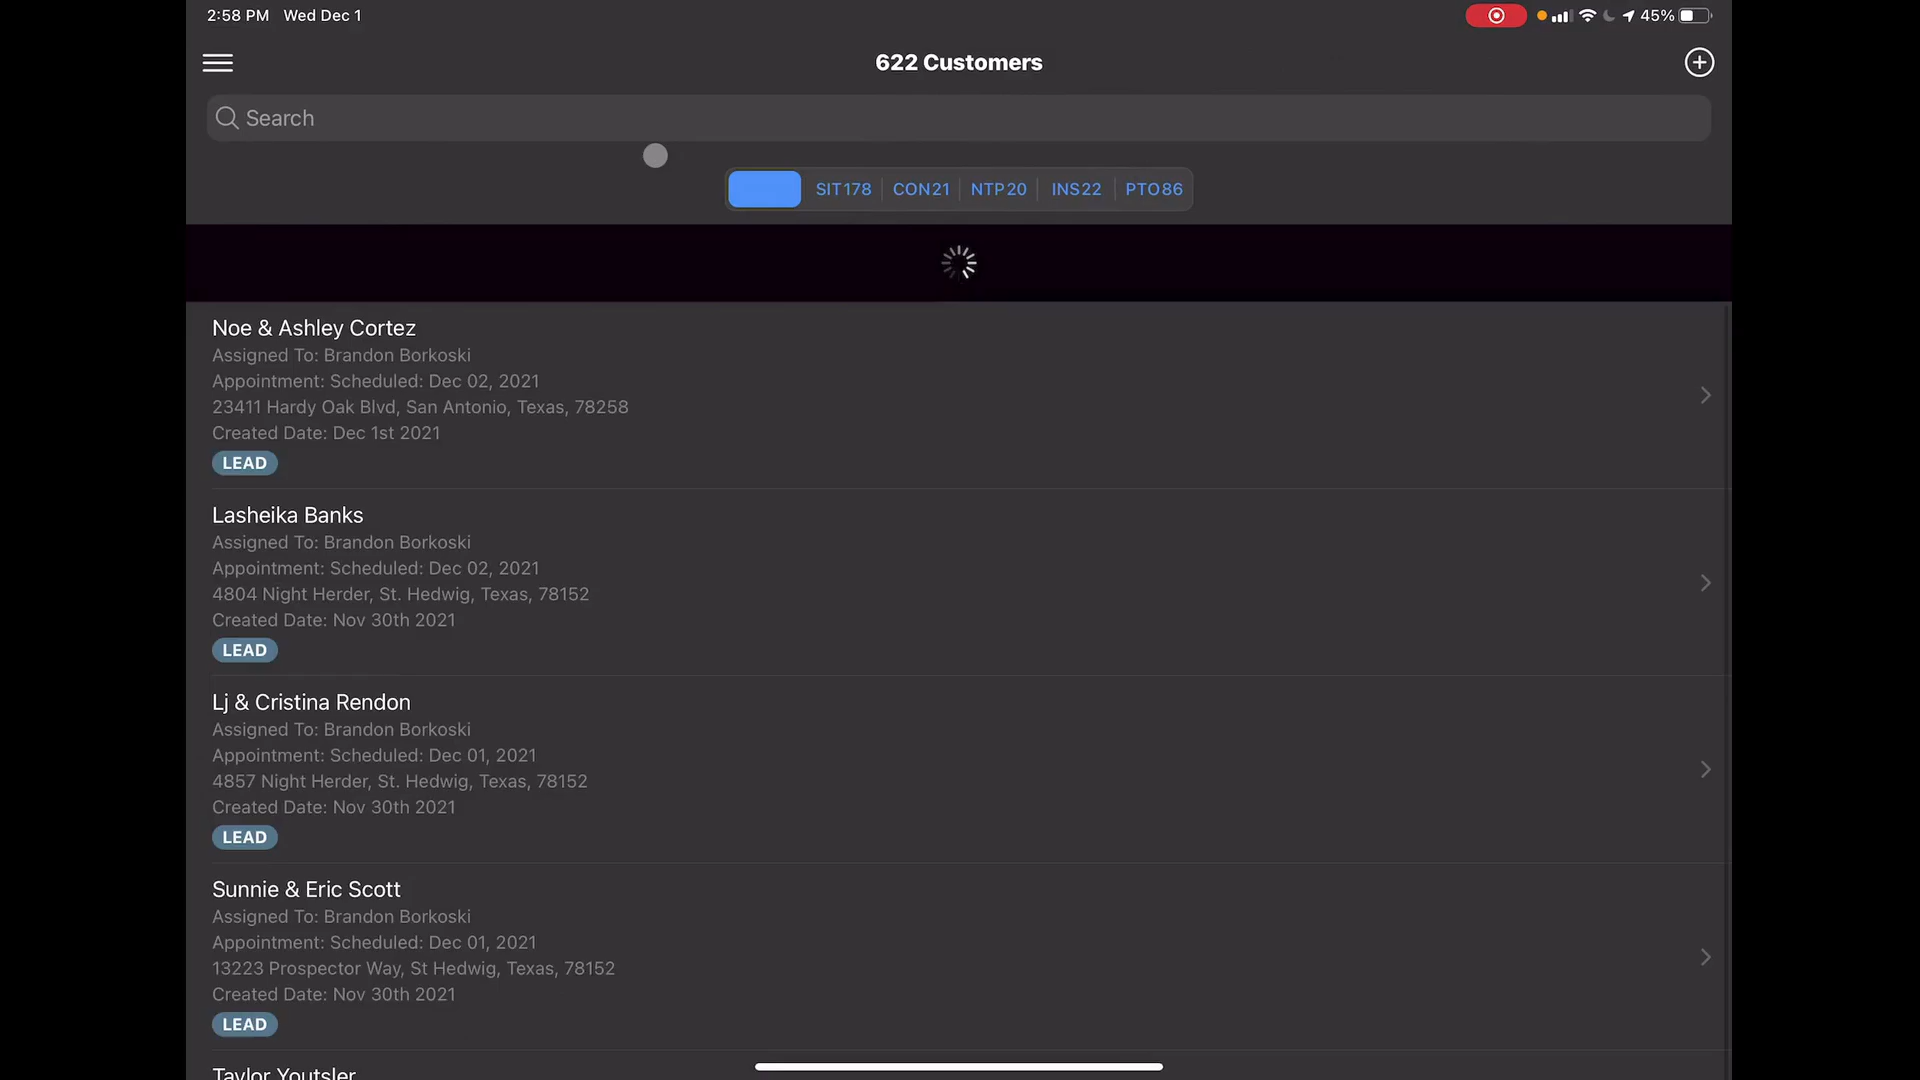 2:58 PM Wed Dec 1
45%
622 Customers
Search
SIT178 CON21 NTP20 INS22 PTO86
Noe & Ashley Cortez
Assigned To: Brandon Borkoski
Appointment: Scheduled: Dec 02, 2021
23411 Hardy Oak Blvd, San Antonio, Texas, 78258
Created Date: Dec 1st 2021
LEAD
Lasheika Banks
Assigned To: Brandon Borkoski
Appointment: Scheduled: Dec 02, 2021
4804 Night Herder, St. Hedwig, Texas, 78152
Created Date: Nov 30th 2021
LEAD
Lj & Cristina Rendon
Assigned To: Brandon Borkoski
Appointment: Scheduled: Dec 01, 2021
4857 Night Herder, St. Hedwig, Texas, 78152
Created Date: Nov 30th 2021
LEAD
Sunnie & Eric Scott
Assigned To: Brandon Borkoski
Appointment: Scheduled: Dec 01, 2021
13223 Prospector Way, St Hedwig, Texas, 78152
Created Date: Nov 30th 2021
LEAD
Taylor Youtsler